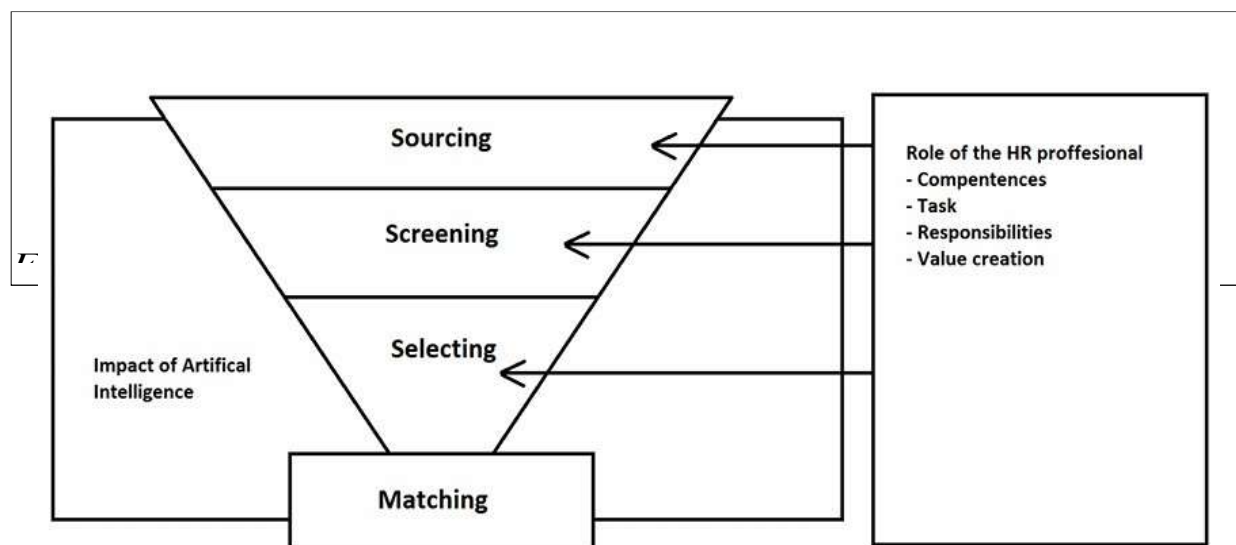 Sourcing
Screening
Selecting
Matching
Impact of Artifical
Intelligence
Role of the HR proffesional
- Compentences
- Task
- Responsibilities
- Value creation